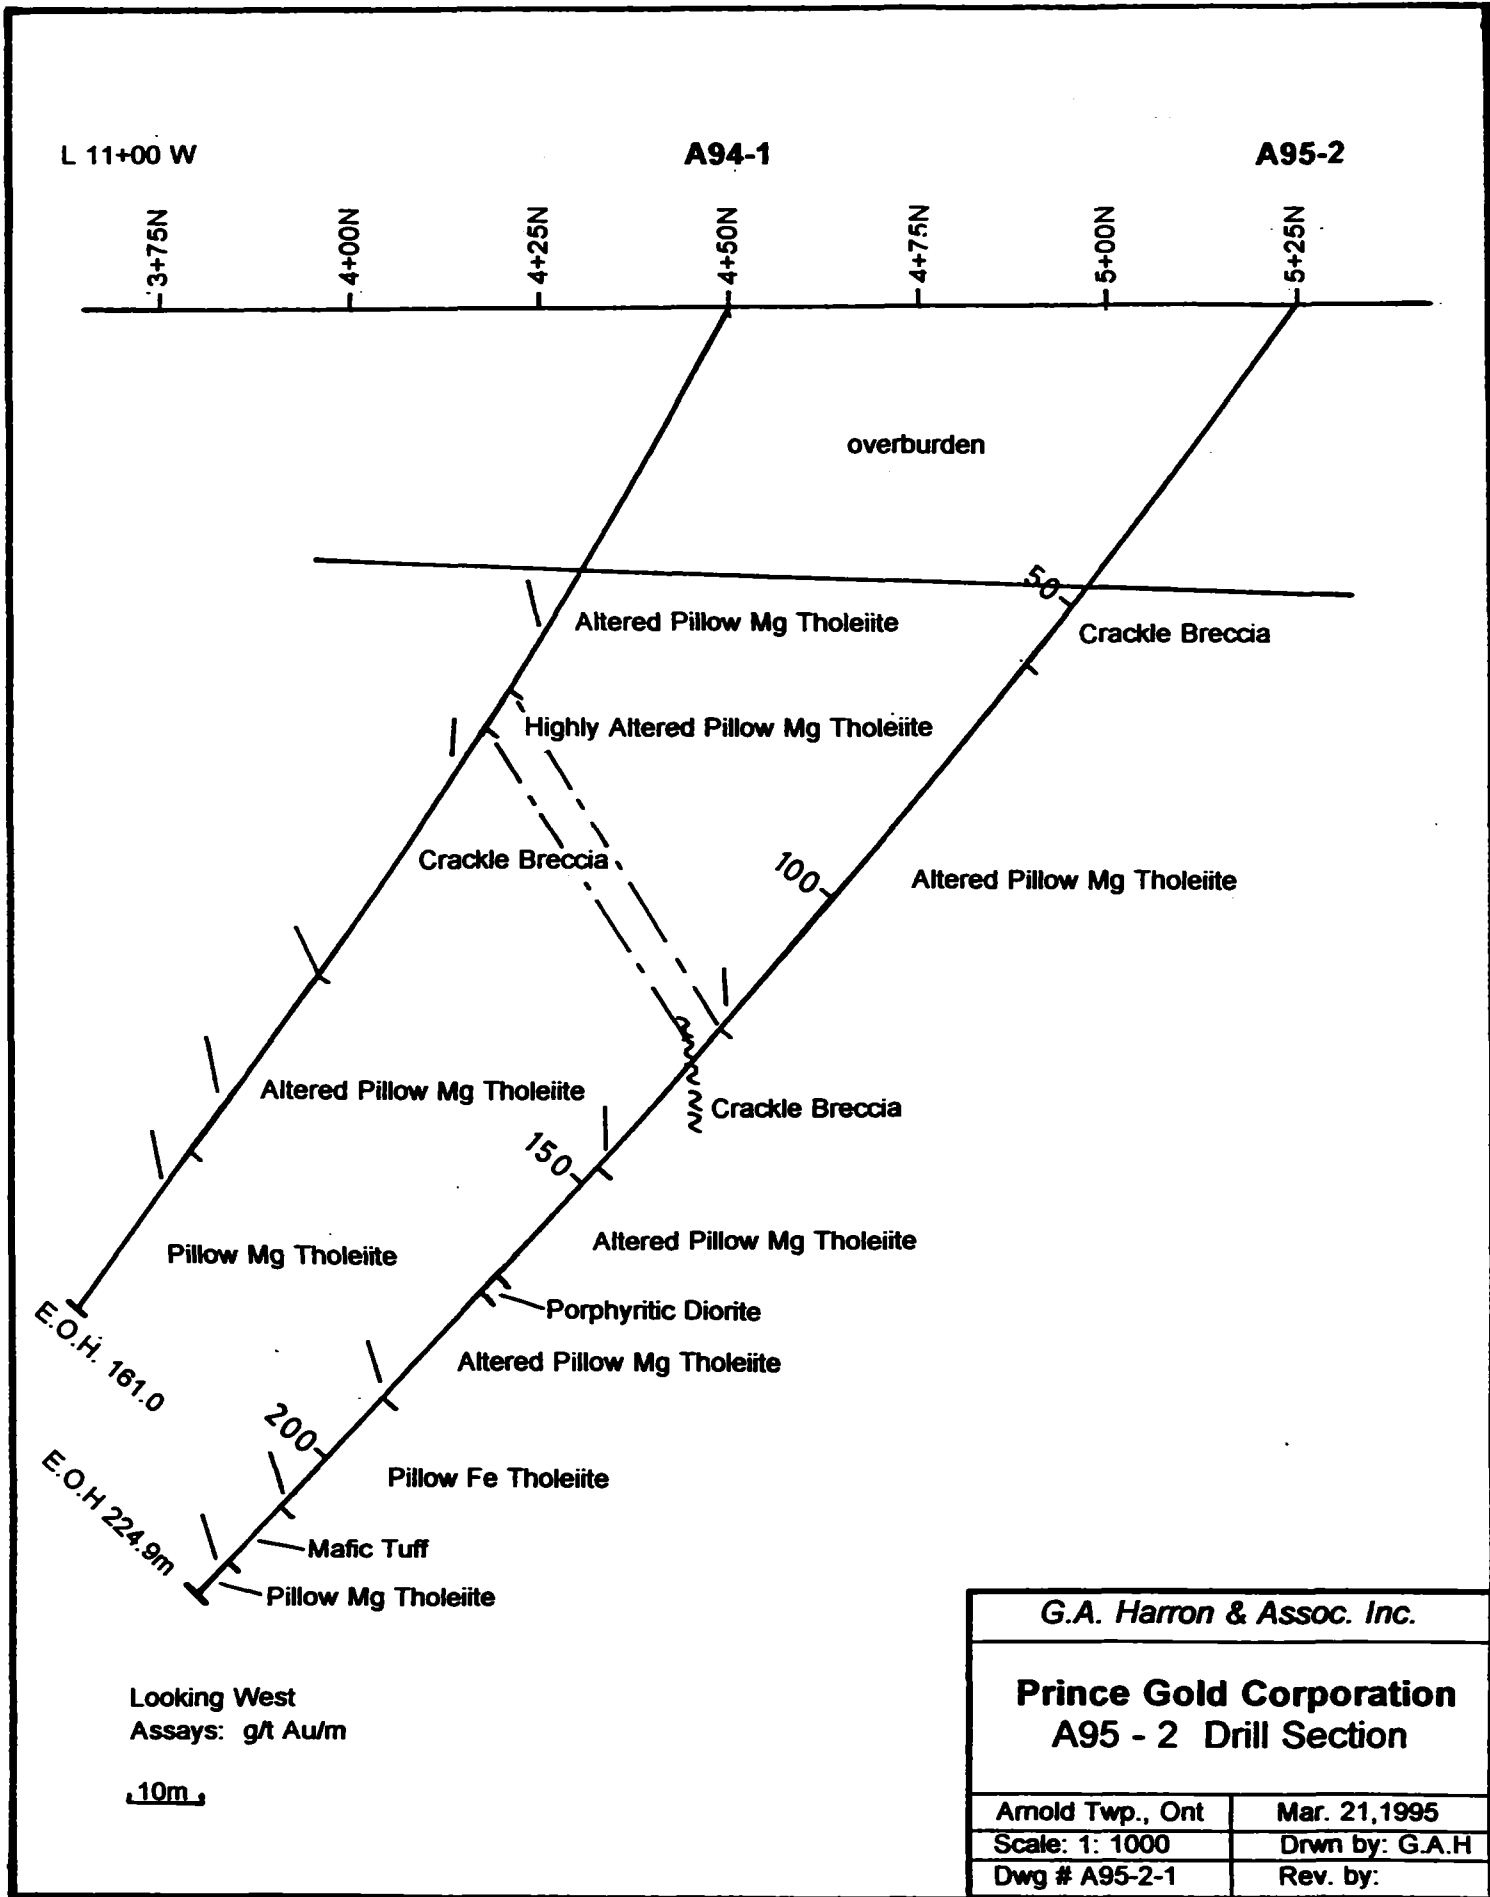 L 11+00 W
A94-1
A95-2
3+75N
4+00N
4+25N
4+50N
4+75N
5+00N
5+25N
overburden
50
Altered Pillow Mg Tholeiite
Crackle Breccia
Highly Altered Pillow Mg Tholeiite
Crackle Breccia
100
Altered Pillow Mg Tholeiite
Altered Pillow Mg Tholeiite
Crackle Breccia
150
Altered Pillow Mg Tholeiite
Pillow Mg Tholeiite
Porphyritic Diorite
E.O.H. 161.0
Altered Pillow Mg Tholeiite
200
Pillow Fe Tholeiite
E.O.H 224.9m
Mafic Tuff
Pillow Mg Tholeiite
Looking West
Assays: g/t Au/m
10m
G.A. Harron & Assoc. Inc.
Prince Gold Corporation
A95 - 2 Drill Section
Arnold Twp., Ont
Mar. 21,1995
Scale: 1: 1000
Drwn by: G.A.H
Dwg # A95-2-1
Rev. by: